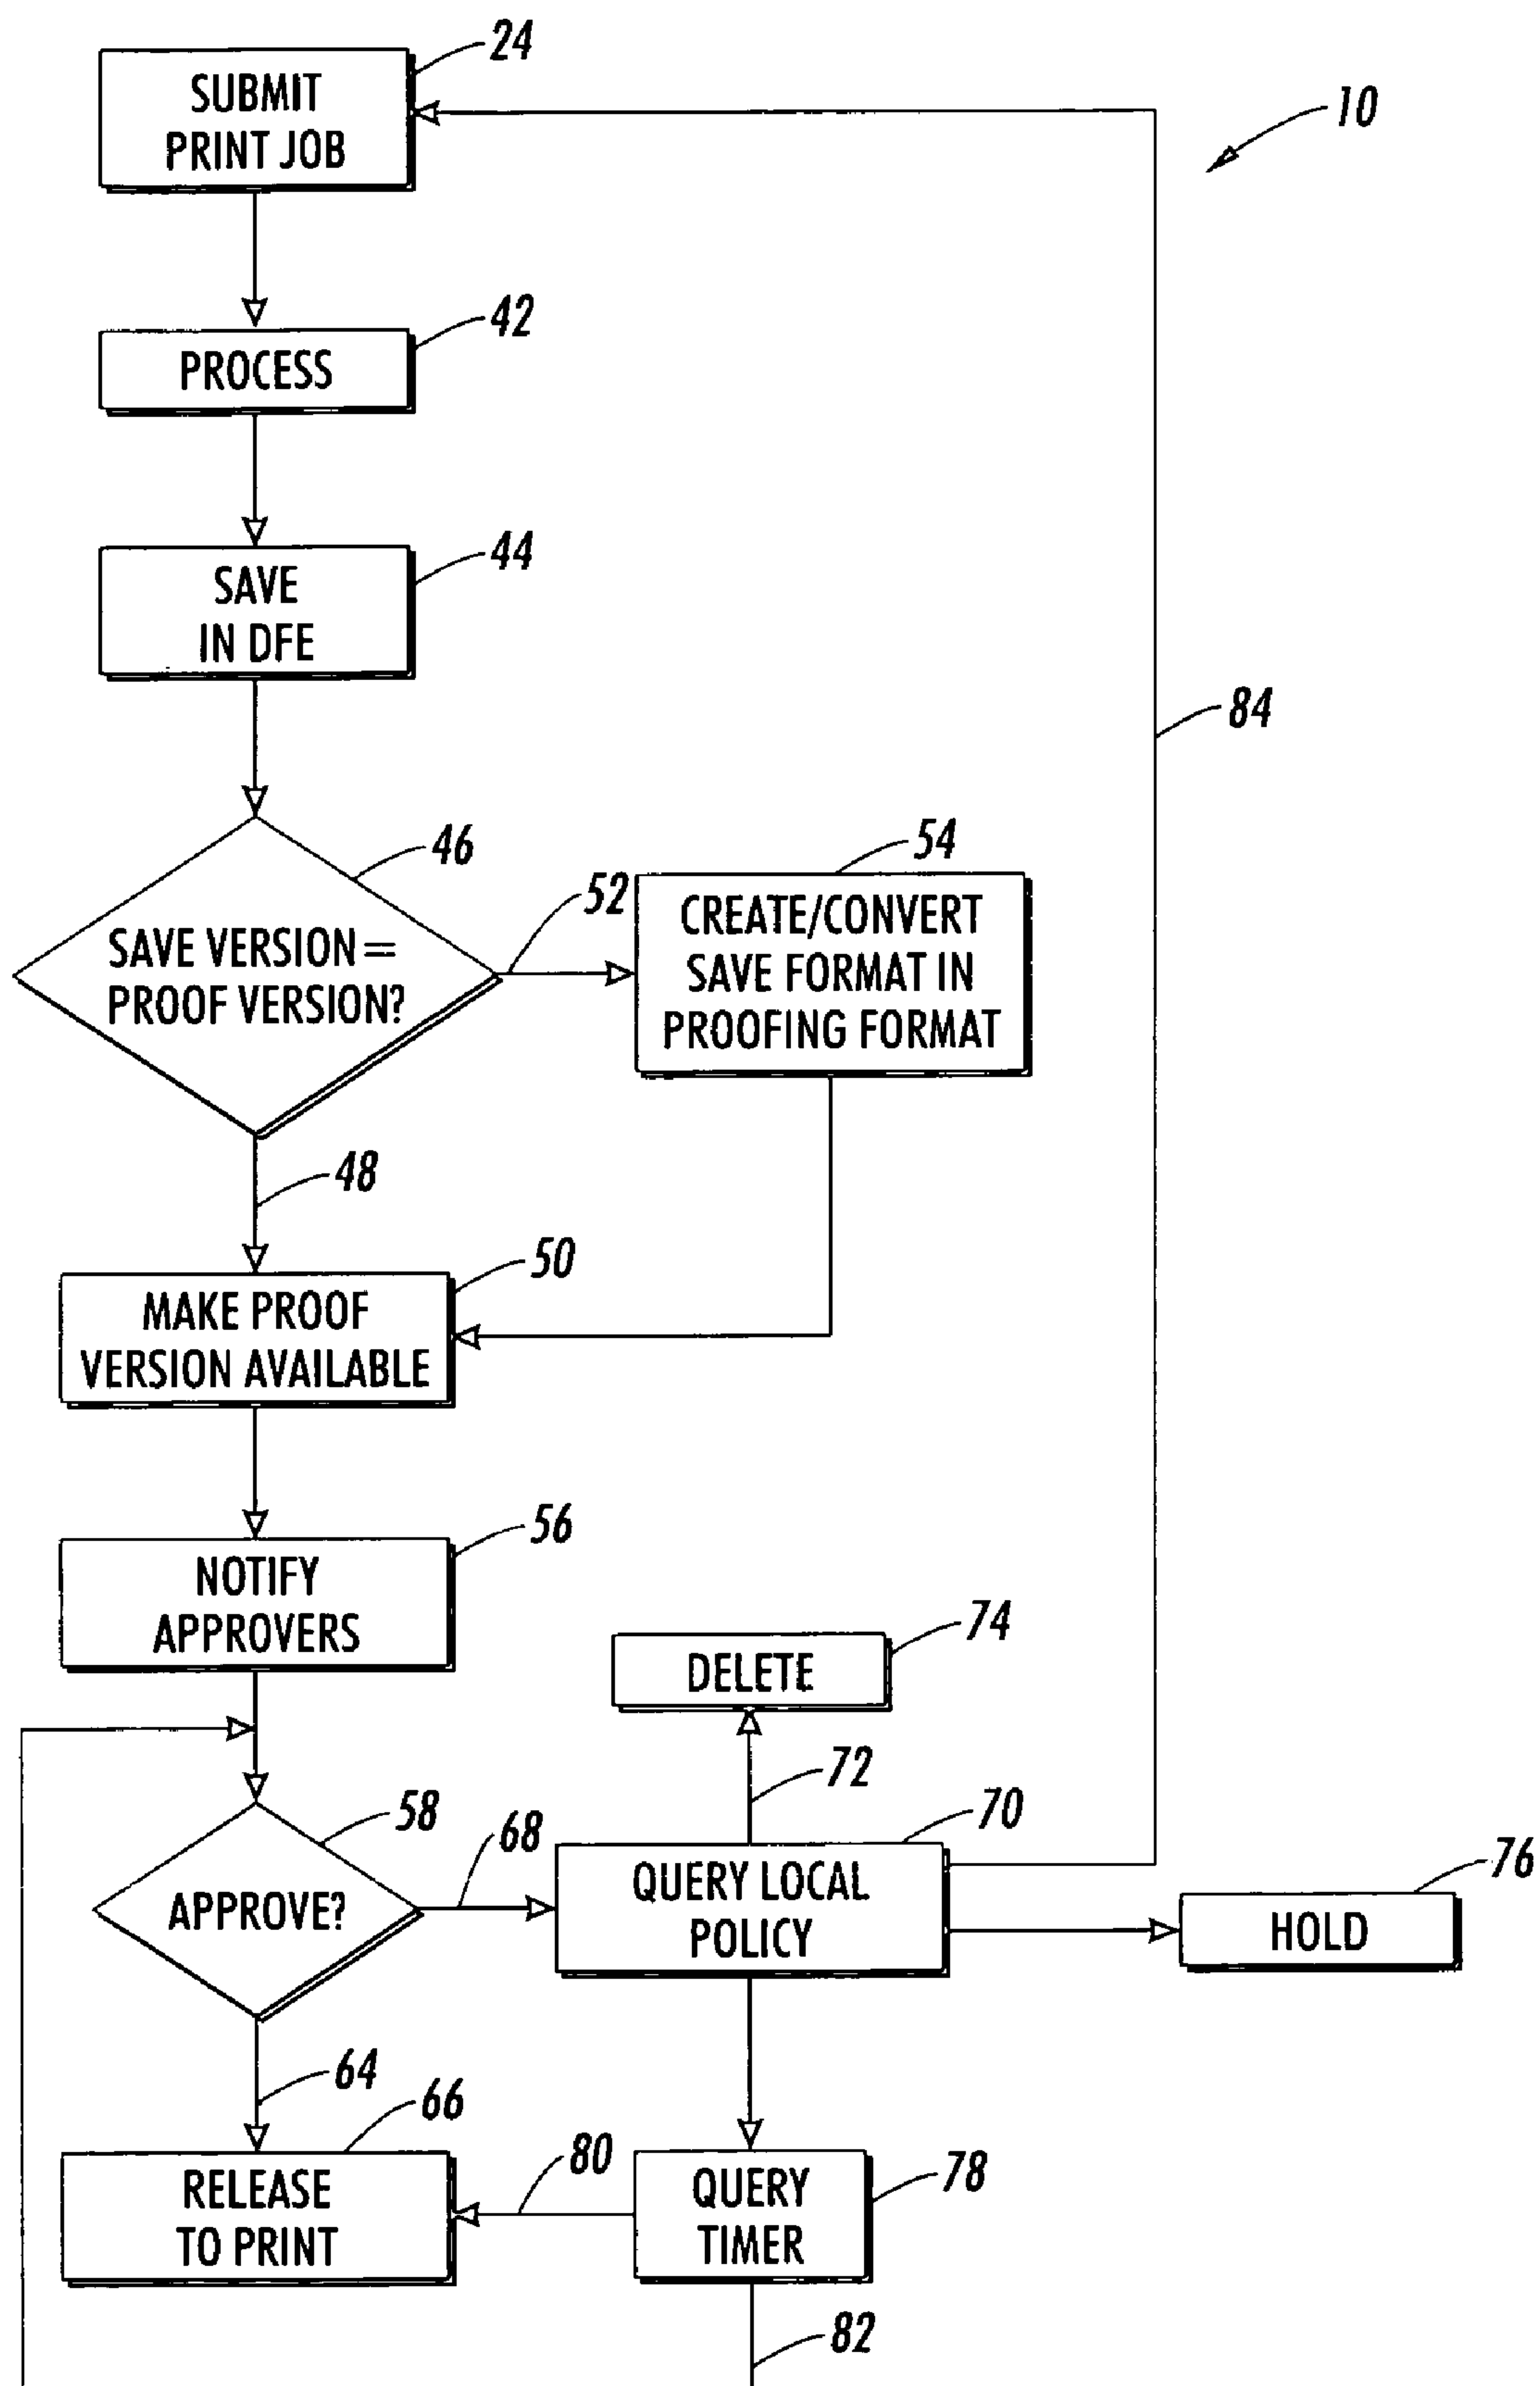 24
SUBMIT
PRINT JOB
10
42
PROCESS
44
SAVE
IN DFE
84
46
SAVE VERSION=
PROOF VERSION?
52
54
CREATE/CONVERT
SAVE FORMAT IN
PROOFING FORMAT
48
50
MAKE PROOF
VERSION AVAILABLE
56
NOTIFY
APPROVERS
74
DELETE
72
58
APPROVE?
68
70
QUERY LOCAL
POLICY
76
HOLD
64
66
RELEASE
TO PRINT
80
78
QUERY
TIMER
82